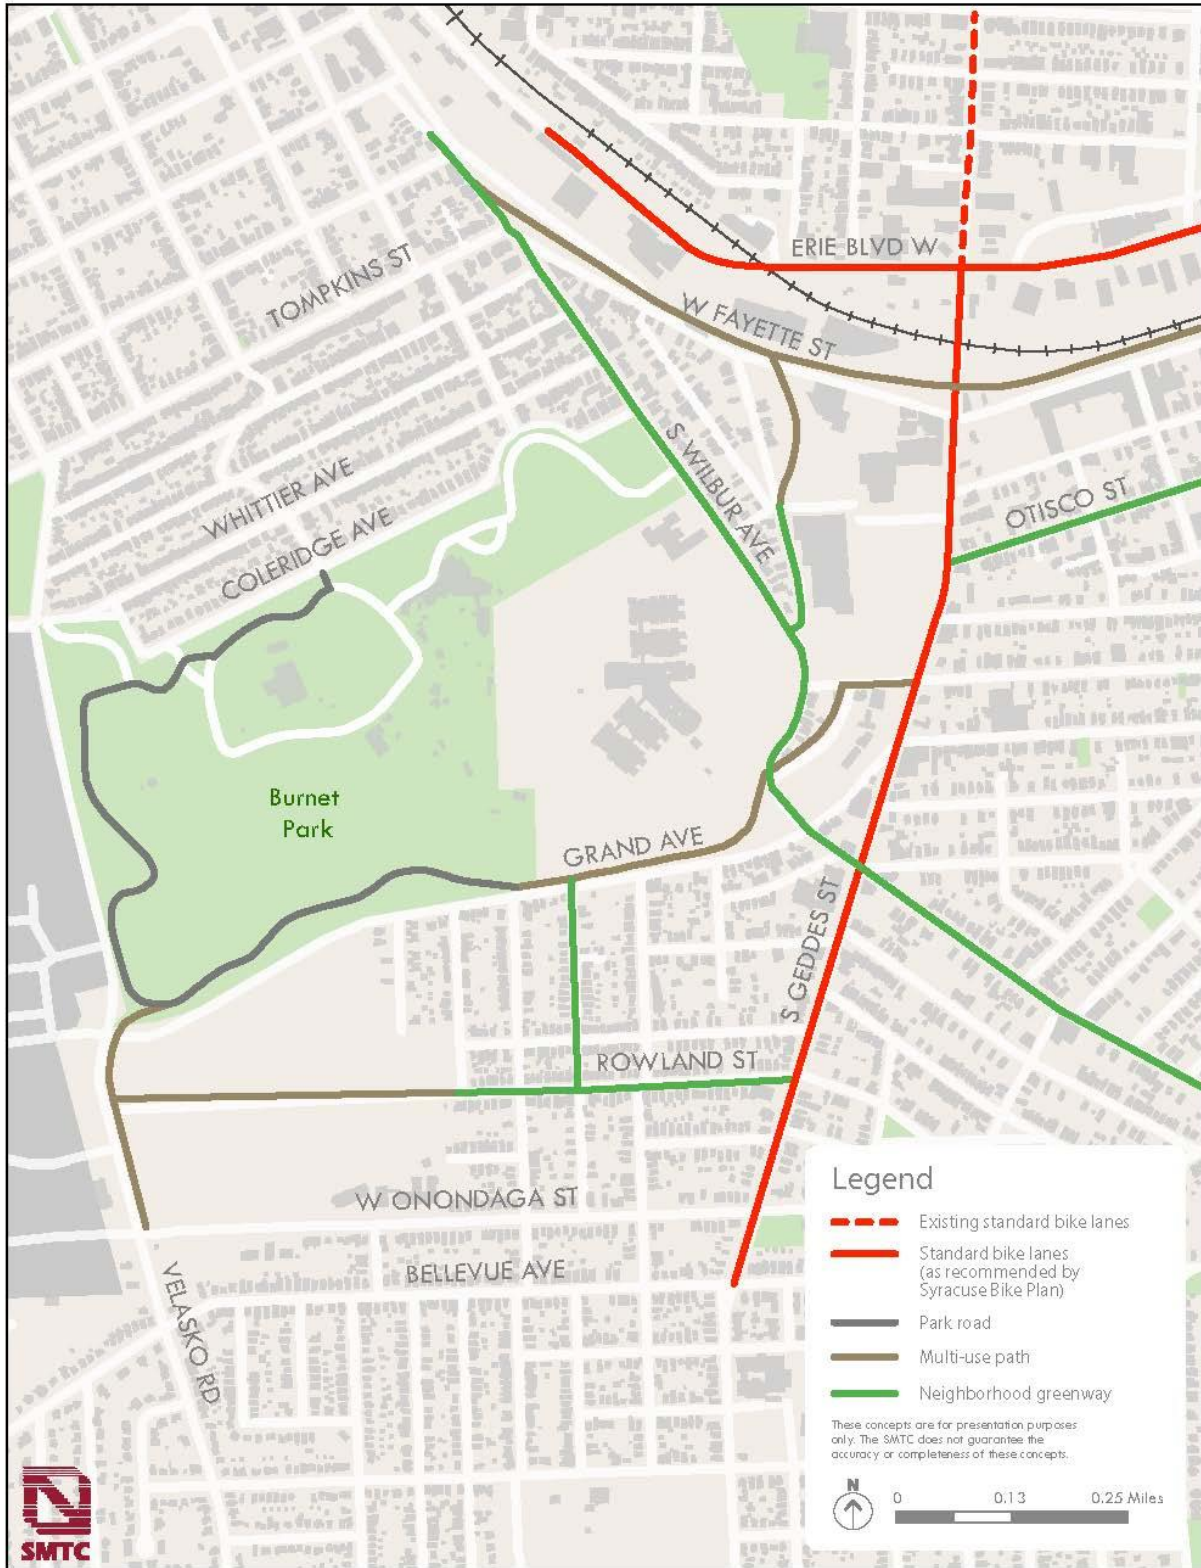 ERIE BLVD W
TOMPKINS ST
W FAYETTE ST
S WILBUR AVE
WHITTIER AVE
OTISCO ST
COLERIDGE AVE
Burnet
Park
GRAND AVE
S GEDDES ST
ROWLAND ST
W ONONDAGA ST
BELLEVUE AVE
VELASKO RD
Legend
Existing standard bike lanes
Standard bike lanes
(as recommended by
Syracuse Bike Plan)
Park road
Multi-use path
Neighborhood greenway
These concepts are for presentation purposes
only. The SMTC does not guarantee the
accuracy or completeness of these concepts.
N
0 0.13 0.25 Miles
SMTC